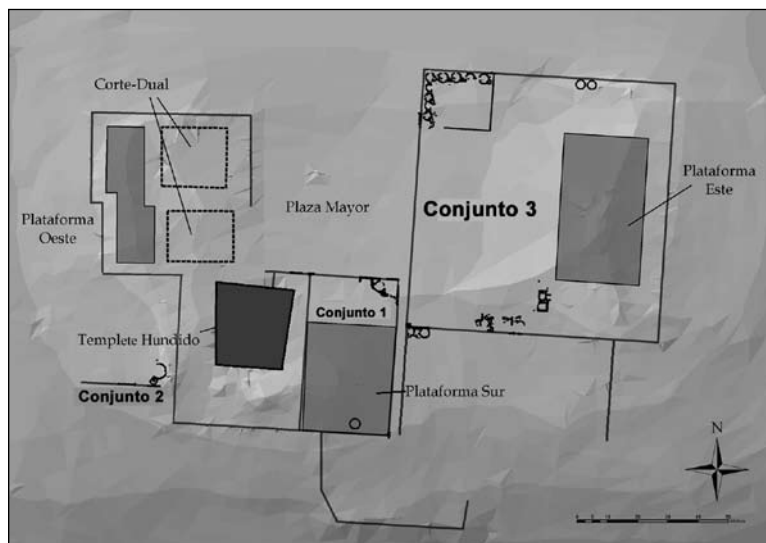 Corte-Dual
Plataforma
Oeste
Plaza Mayor
Conjunto 3
Plataforma
Este
Conjunto 1
Templete Hundido
Conjunto 2
Plataforma Sur
N